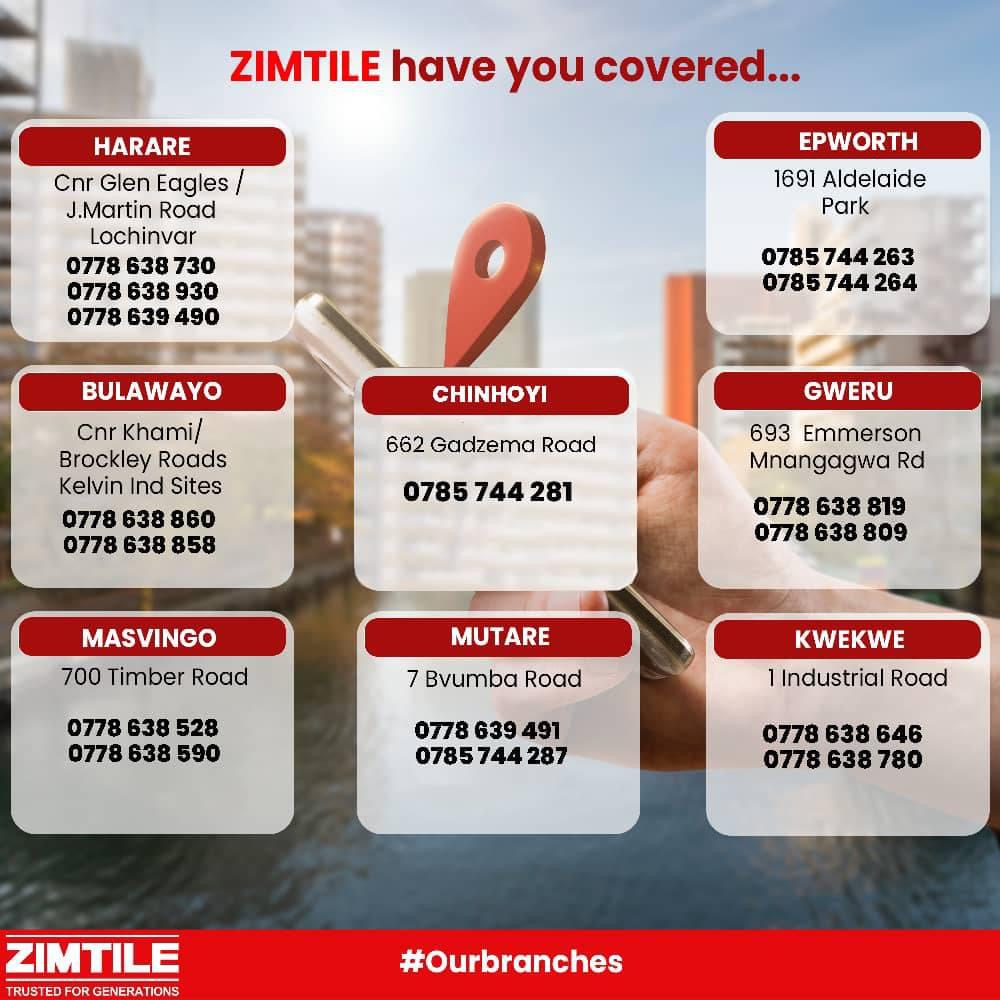 ZIMTILE have you covered...
HARARE
Cnr Glen Eagles /
J.Martin Road
Lochinvar
0778 638 730
0778 638 930
0778 639 490
EPWORTH
1691 Aldelaide
Park
0785 744 263
0785 744 264
BULAWAYO
Cnr Khami/
Brockley Roads
Kelvin Ind Sites
0778 638 860
0778 638 858
CHINHOYI
662 Gadzema Road
0785 744 281
GWERU
693 Emmerson
Mnangagwa Rd
0778 638 819
0778 638 809
MASVINGO
700 Timber Road
0778 638 528
0778 638 590
MUTARE
7 Bvumba Road
0778 639 491
0785 744 287
KWEKWE
1 Industrial Road
0778 638 646
0778 638 780
ZIMTILE
TRUSTED FOR GENERATIONS
#Ourbranches